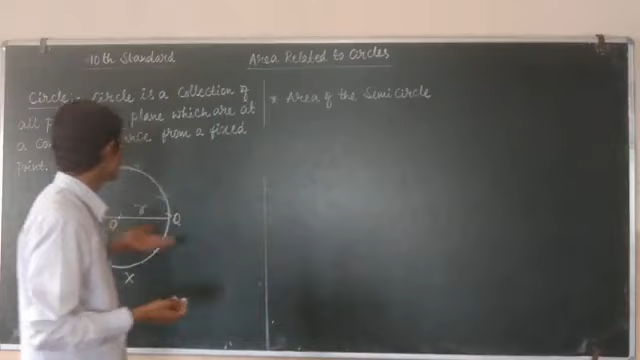 10th Standard
Area Related to Circles
Circle: Circle is a Collection of
all plane which are at
a from a fixed
Point.
* Area of the Semi Circle
r
O
Q
X